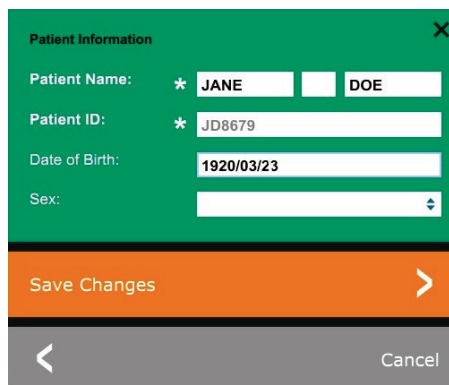 Patient Information
Patient Name: * JANE DOE
Patient ID: * JD8679
Date of Birth: 1920/03/23
Sex:
Save Changes
Cancel